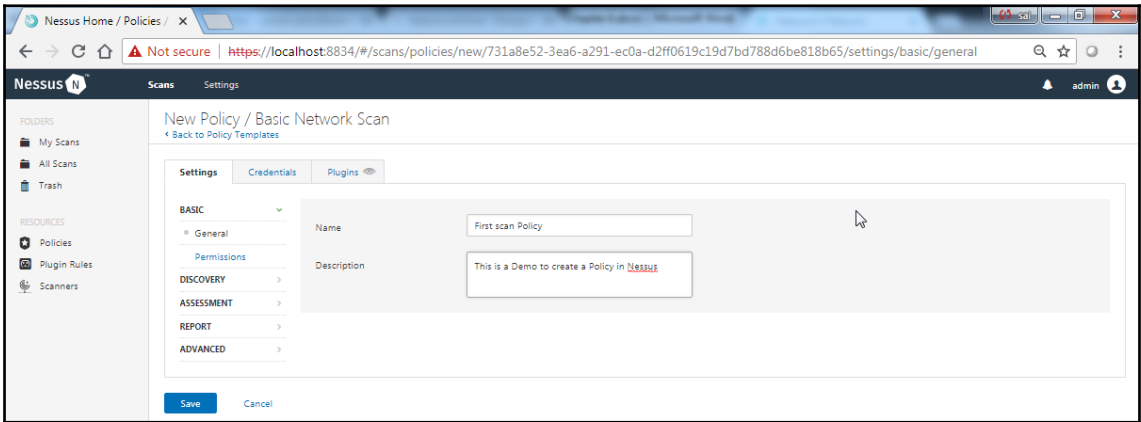 Nessus Home / Policies /
sat
Not secure | https://localhost:8834/#/scans/policies/new/731a8e52-3ea6-a291-ec0a-d2ff0619c19d7bd788d6be818b65/settings/basic/general
Nessus N
Scans Settings
admin
FOLDERS
My Scans
All Scans
Trash
RESOURCES
Policies
Plugin Rules
Scanners
New Policy / Basic Network Scan
Back to Policy Templates
Settings Credentials Plugins
BASIC
General
Permissions
DISCOVERY
ASSESSMENT
REPORT
ADVANCED
Name First scan Policy
Description This is a Demo to create a Policy in Nessus
Save Cancel